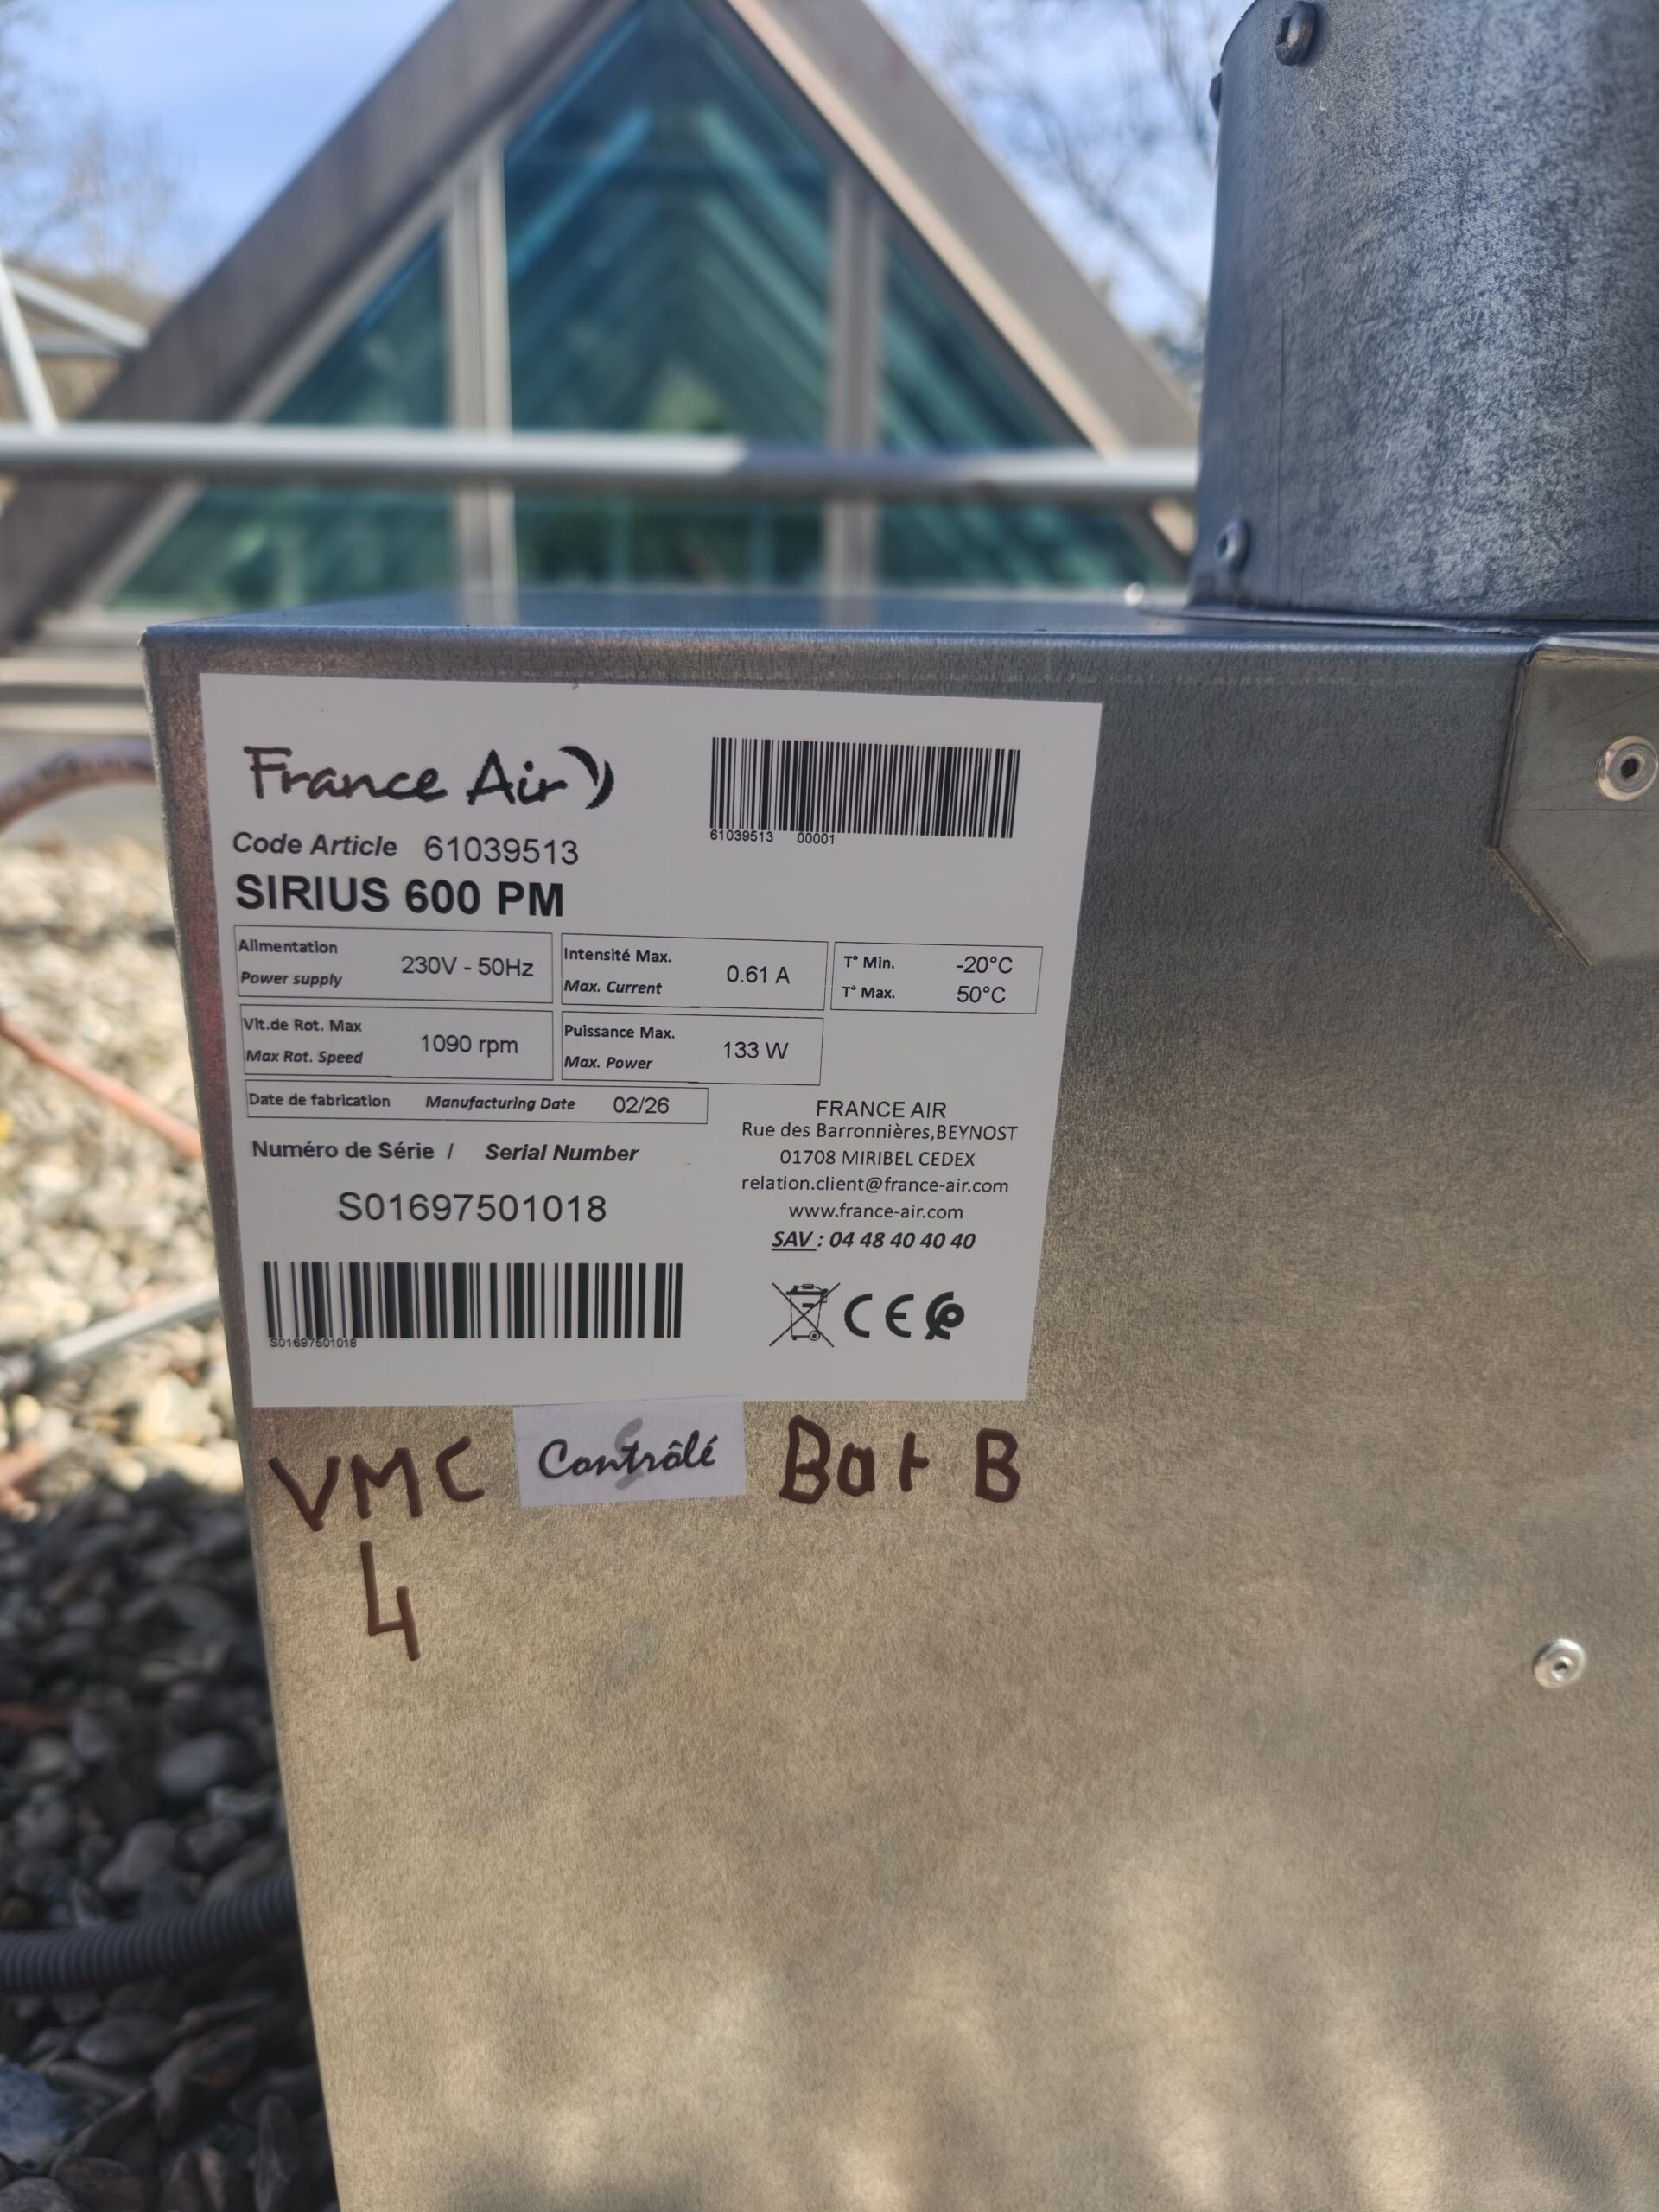 France Air
61039513 00001
Code Article 61039513
SIRIUS 600 PM
Alimentation
Power supply
230V - 50Hz
Intensité Max.
Max. Current
0.61 A
T° Min. -20°C
T° Max. 50°C
Vit.de Rot. Max
Max Rot. Speed
1090 rpm
Puissance Max.
Max. Power
133 W
Date de fabrication Manufacturing Date 02/26
Numéro de Série / Serial Number
S01697501018
S01697501018
FRANCE AIR
Rue des Barronnières,BEYNOST
01708 MIRIBEL CEDEX
relation.client@france-air.com
www.france-air.com
SAV : 04 48 40 40 40
CE
VMC Contrôlé Bat B
4